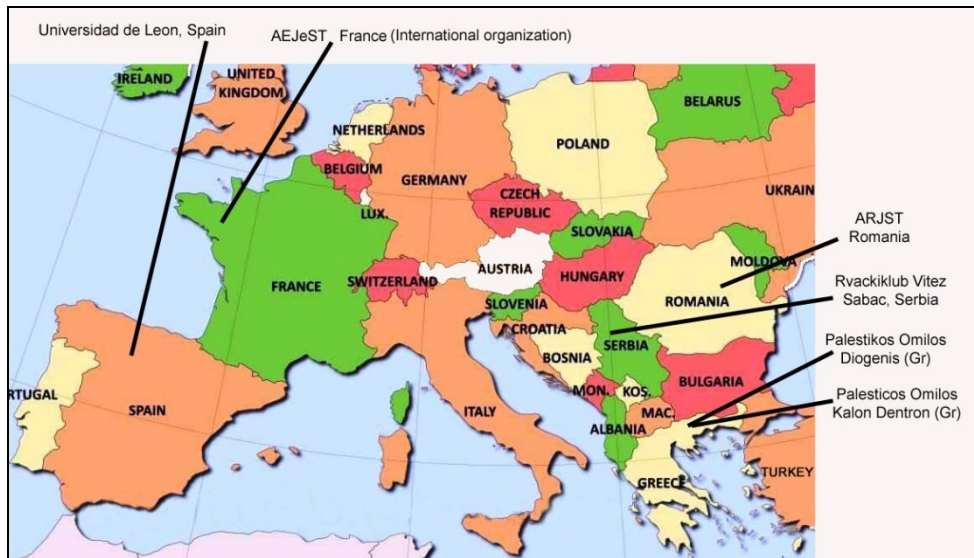 Universidad de Leon, Spain
AEJeST France (International organization)
IRELAND
UNITED
KINGDOM
NETHERLANDS
BELGIUM
LUX.
GERMANY
POLAND
BELARUS
CZECH
REPUBLIC
UKRAIN
SLOVAKIA
AUSTRIA
HUNGARY
MOLDOVA
ARJST
Romania
FRANCE
SWITZERLAND
SLOVENIA
CROATIA
ROMANIA
Rvackiklub Vitez
Sabac, Serbia
BOSNIA
SERBIA
Palestikos Omilos
Diogenis (Gr)
RTUGAL
SPAIN
ITALY
MON.
KOS.
BULGARIA
MAC.
ALBANIA
Palesticos Omilos
Kalon Dentron (Gr)
GREECE
TURKEY